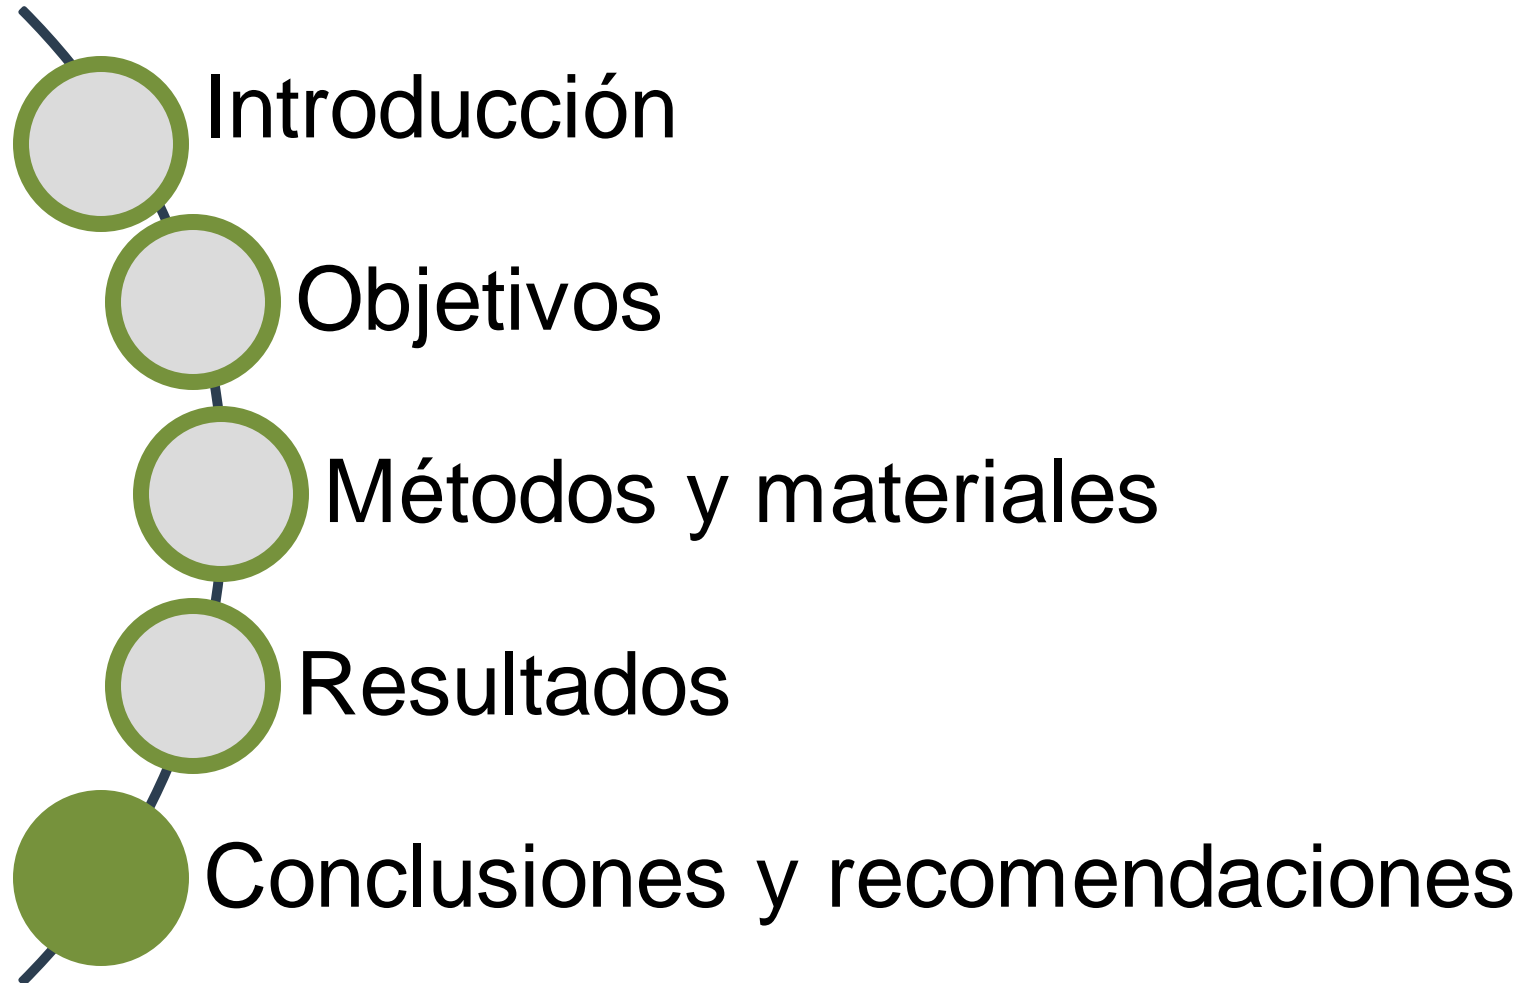 Introducción
Objetivos
Métodos y materiales
Resultados
Conclusiones y recomendaciones